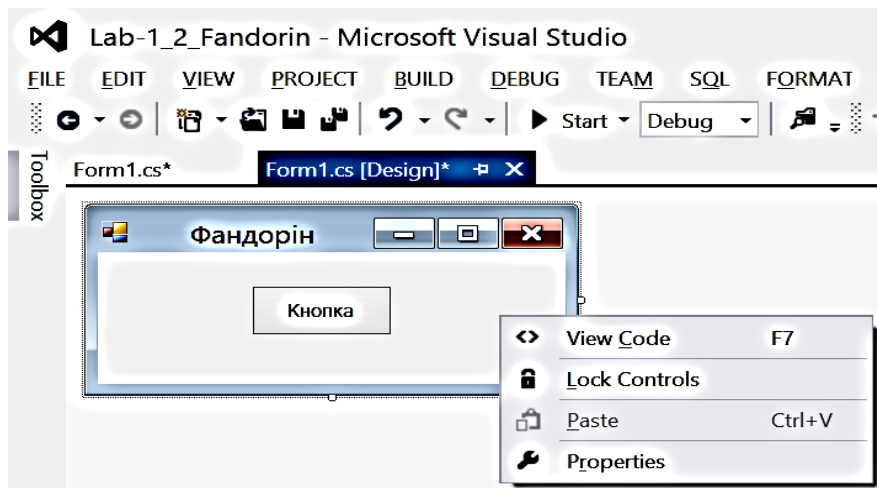 Lab-1_2_Fandorin - Microsoft Visual Studio
FILE EDIT VIEW PROJECT BUILD DEBUG TEAM SQL FORMAT
Start Debug
Toolbox
Form1.cs* Form1.cs [Design]*
Фандорін
Кнопка
View Code F7
Lock Controls
Paste Ctrl+V
Properties